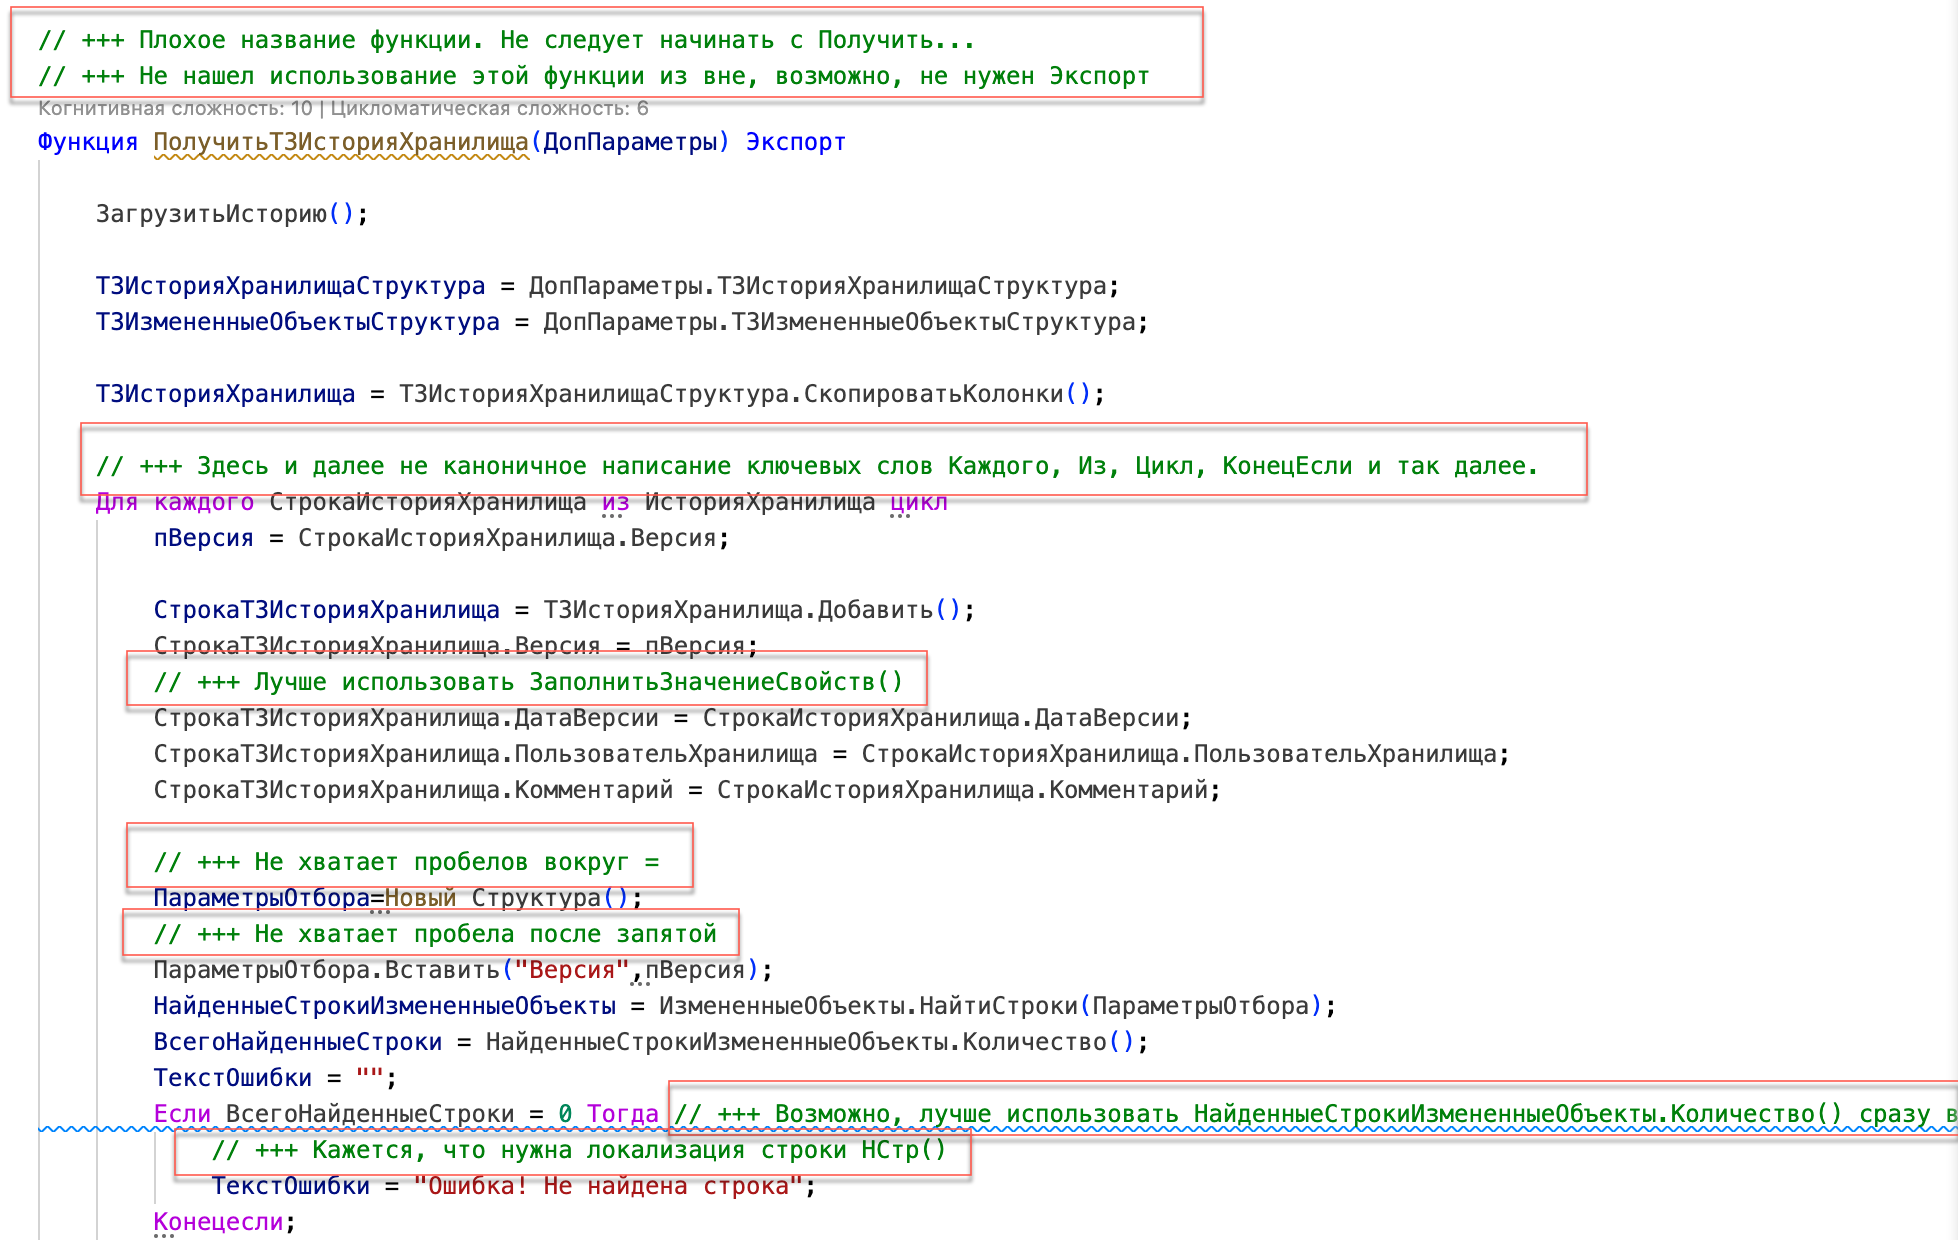 // +++ Плохое название функции. Не следует начинать с Получить...
// +++ Не нашел использование этой функции из вне, возможно, не нужен Экспорт
Когнитивная сложность: 10 | Цикломатическая сложность: 6
Функция ПолучитьТЗИсторияХранилища(ДопПараметры) Экспорт
ЗагрузитьИсторию();
ТЗИсторияХранилищаСтруктура = ДопПараметры.ТЗИсторияХранилищаСтруктура;
ТЗИзмененныеОбъектыСтруктура = ДопПараметры.ТЗИзмененныеОбъектыСтруктура;
ТЗИсторияХранилища = ТЗИсторияХранилищаСтруктура.СкопироватьКолонки();
// +++ Здесь и далее не каноничное написание ключевых слов Каждого, Из, Цикл, КонецЕсли и так далее.
Для каждого СтрокаИсторияХранилища из ИсторияХранилища цикл
пВерсия = СтрокаИсторияХранилища.Версия;
СтрокаТЗИсторияХранилища = ТЗИсторияХранилища.Добавить();
СтрокаТЗИсторияХранилища.Версия = пВерсия;
// +++ Лучше использовать ЗаполнитьЗначениеСвойств()
СтрокаТЗИсторияХранилища.ДатаВерсии = СтрокаИсторияХранилища.ДатаВерсии;
СтрокаТЗИсторияХранилища.ПользовательХранилища = СтрокаИсторияХранилища.ПользовательХранилища;
СтрокаТЗИсторияХранилища.Комментарий = СтрокаИсторияХранилища.Комментарий;
// +++ Не хватает пробелов вокруг =
ПараметрыОтбора=Новый Структура();
// +++ Не хватает пробела после запятой
ПараметрыОтбора.Вставить("Версия",пВерсия);
НайденныеСтрокиИзмененныеОбъекты = ИзмененныеОбъекты.НайтиСтроки(ПараметрыОтбора);
ВсегоНайденныеСтроки = НайденныеСтрокиИзмененныеОбъекты.Количество();
ТекстОшибки = "";
Если ВсегоНайденныеСтроки = 0 Тогда // +++ Возможно, лучше использовать НайденныеСтрокиИзмененныеОбъекты.Количество() сразу в
// +++ Кажется, что нужна локализация строки НСтр()
ТекстОшибки = "Ошибка! Не найдена строка";
Конецесли;